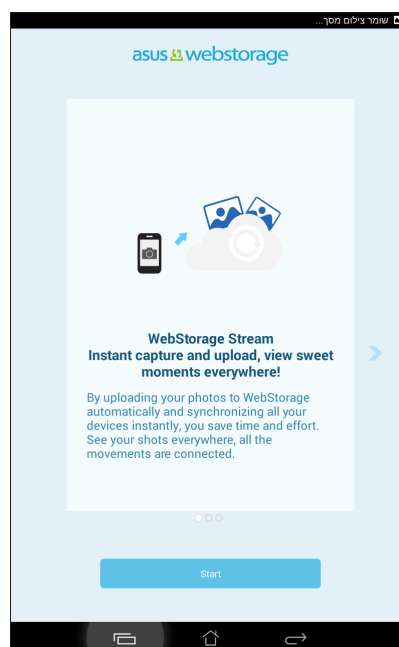 שומר צילום מסך...
asus webstorage
WebStorage Stream
Instant capture and upload, view sweet
moments everywhere!
By uploading your photos to WebStorage
automatically and synchronizing all your
devices instantly, you save time and effort.
See your shots everywhere, all the
movements are connected.
Start